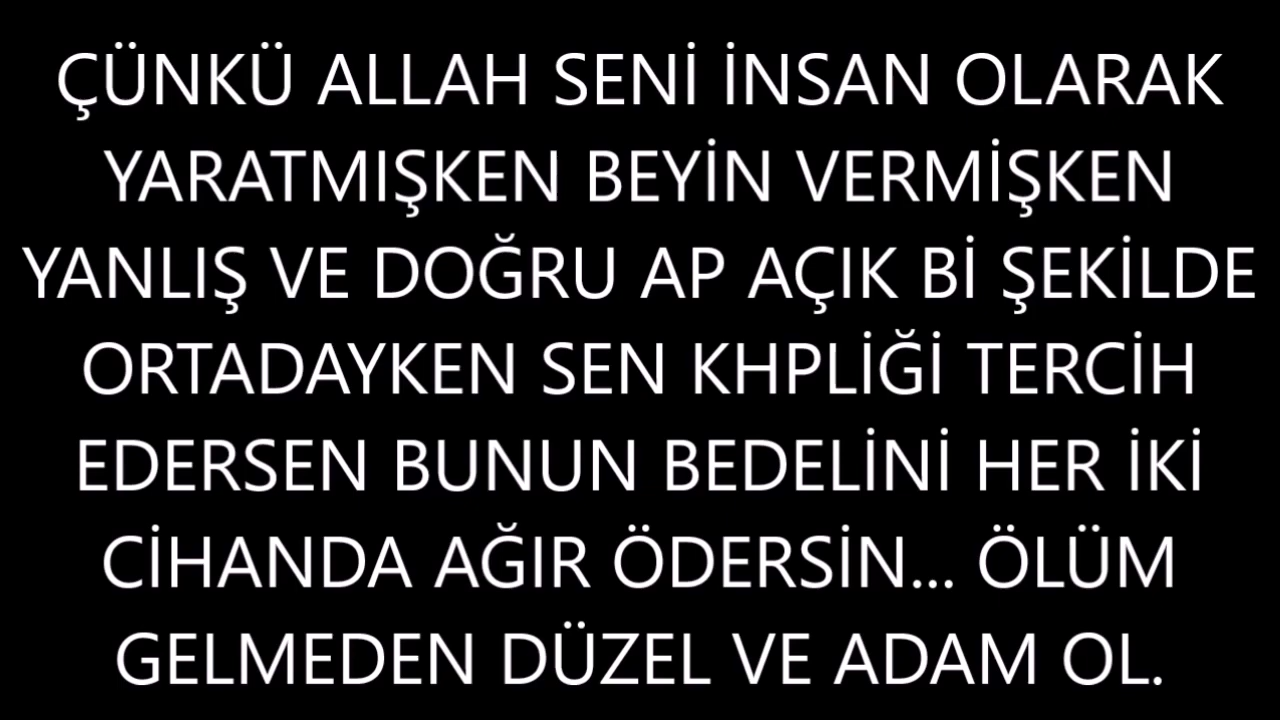 ÇÜNKÜ ALLAH SENİ İNSAN OLARAK
YARATMIŞKEN BEYİN VERMİŞKEN
YANLIŞ VE DOĞRU AP AÇIK Bİ ŞEKİLDE
ORTADAYKEN SEN KHPLİĞİ TERCİH
EDERSEN BUNUN BEDELİNİ HER İKİ
CİHANDA AĞIR ÖDERSİN... ÖLÜM
GELMEDEN DÜZEL VE ADAM OL.